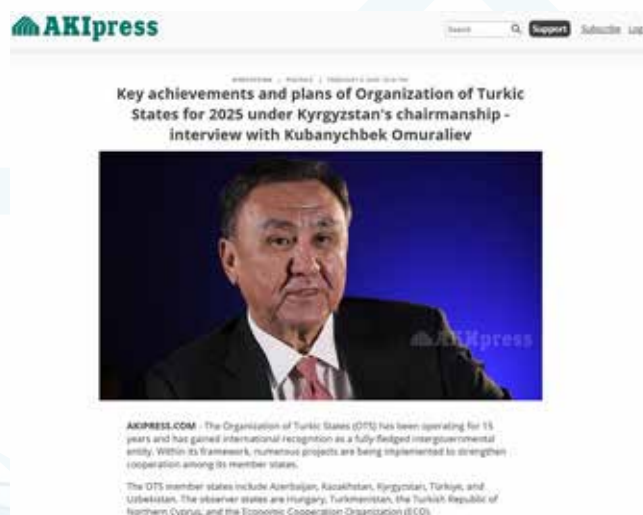 AKIpress
Search
Support
Subscribe
Key achievements and plans of Organization of Turkic
States for 2025 under Kyrgyzstan's chairmanship -
interview with Kubanychbek Omuraliev
AKIpress
AKIPRESS.COM - The Organization of Turkic States (OTS) has been operating for 15
years and has gained international recognition as a fully-fledged intergovernmental
entity. Within its framework, numerous projects are being implemented to strengthen
cooperation among its member states.
The OTS member states include Azerbaijan, Kazakhstan, Kyrgyzstan, Türkiye, and
Uzbekistan. The observer states are Hungary, Turkmenistan, the Turkish Republic of
Northern Cyprus, and the Economic Cooperation Organization (ECO).